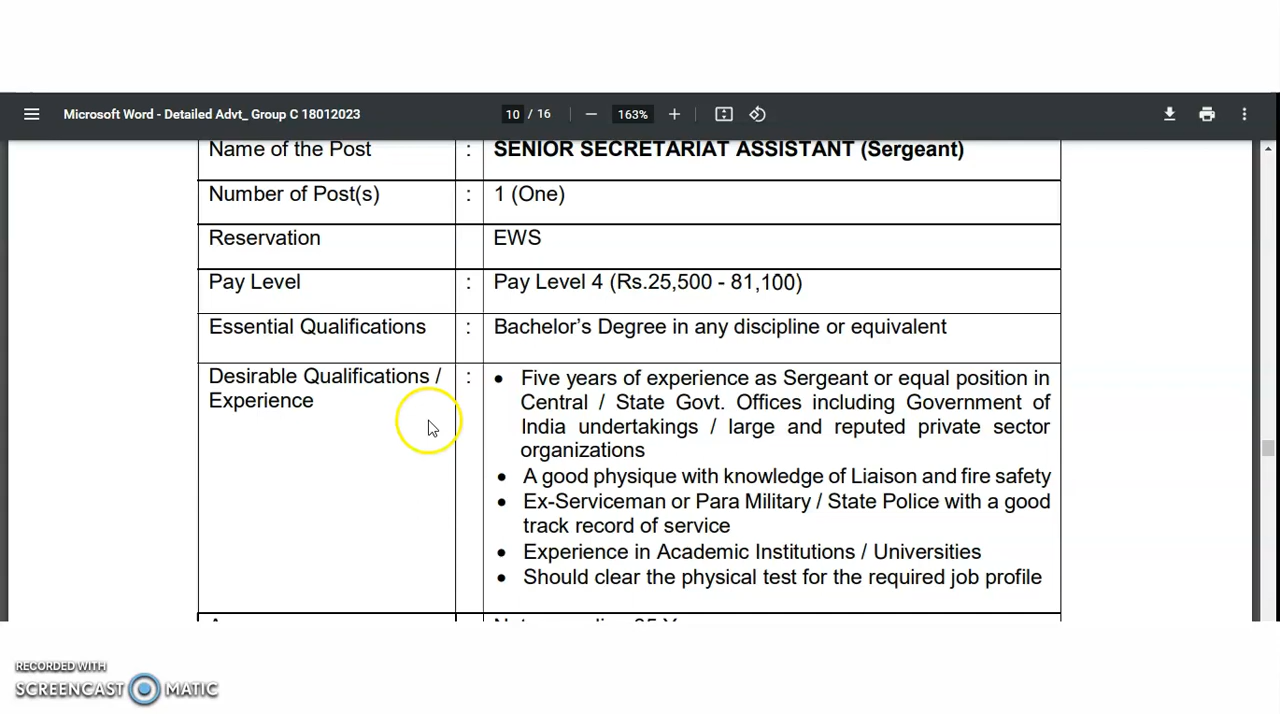 Microsoft Word - Detailed Advt_ Group C 18012023 10 / 16 163%
Name of the Post : SENIOR SECRETARIAT ASSISTANT (Sergeant)
Number of Post(s) : 1 (One)
Reservation EWS
Pay Level : Pay Level 4 (Rs.25,500 - 81,100)
Essential Qualifications : Bachelor’s Degree in any discipline or equivalent
Desirable Qualifications / : • Five years of experience as Sergeant or equal position in
Experience Central / State Govt. Offices including Government of
India undertakings / large and reputed private sector
organizations
• A good physique with knowledge of Liaison and fire safety
• Ex-Serviceman or Para Military / State Police with a good
track record of service
• Experience in Academic Institutions / Universities
• Should clear the physical test for the required job profile
RECORDED WITH
SCREENCAST MATIC